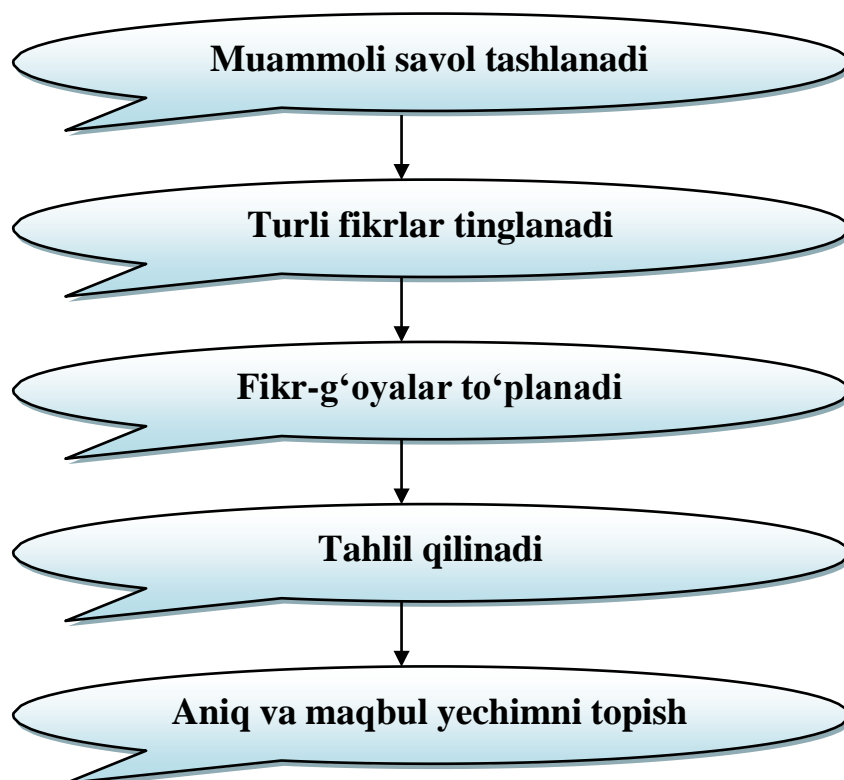 Muammoli savol tashlanadi
Turli fikrlar tinglanadi
Fikr-g‘oyalar to‘planadi
Tahlil qilinadi
Aniq va maqbul yechimni topish